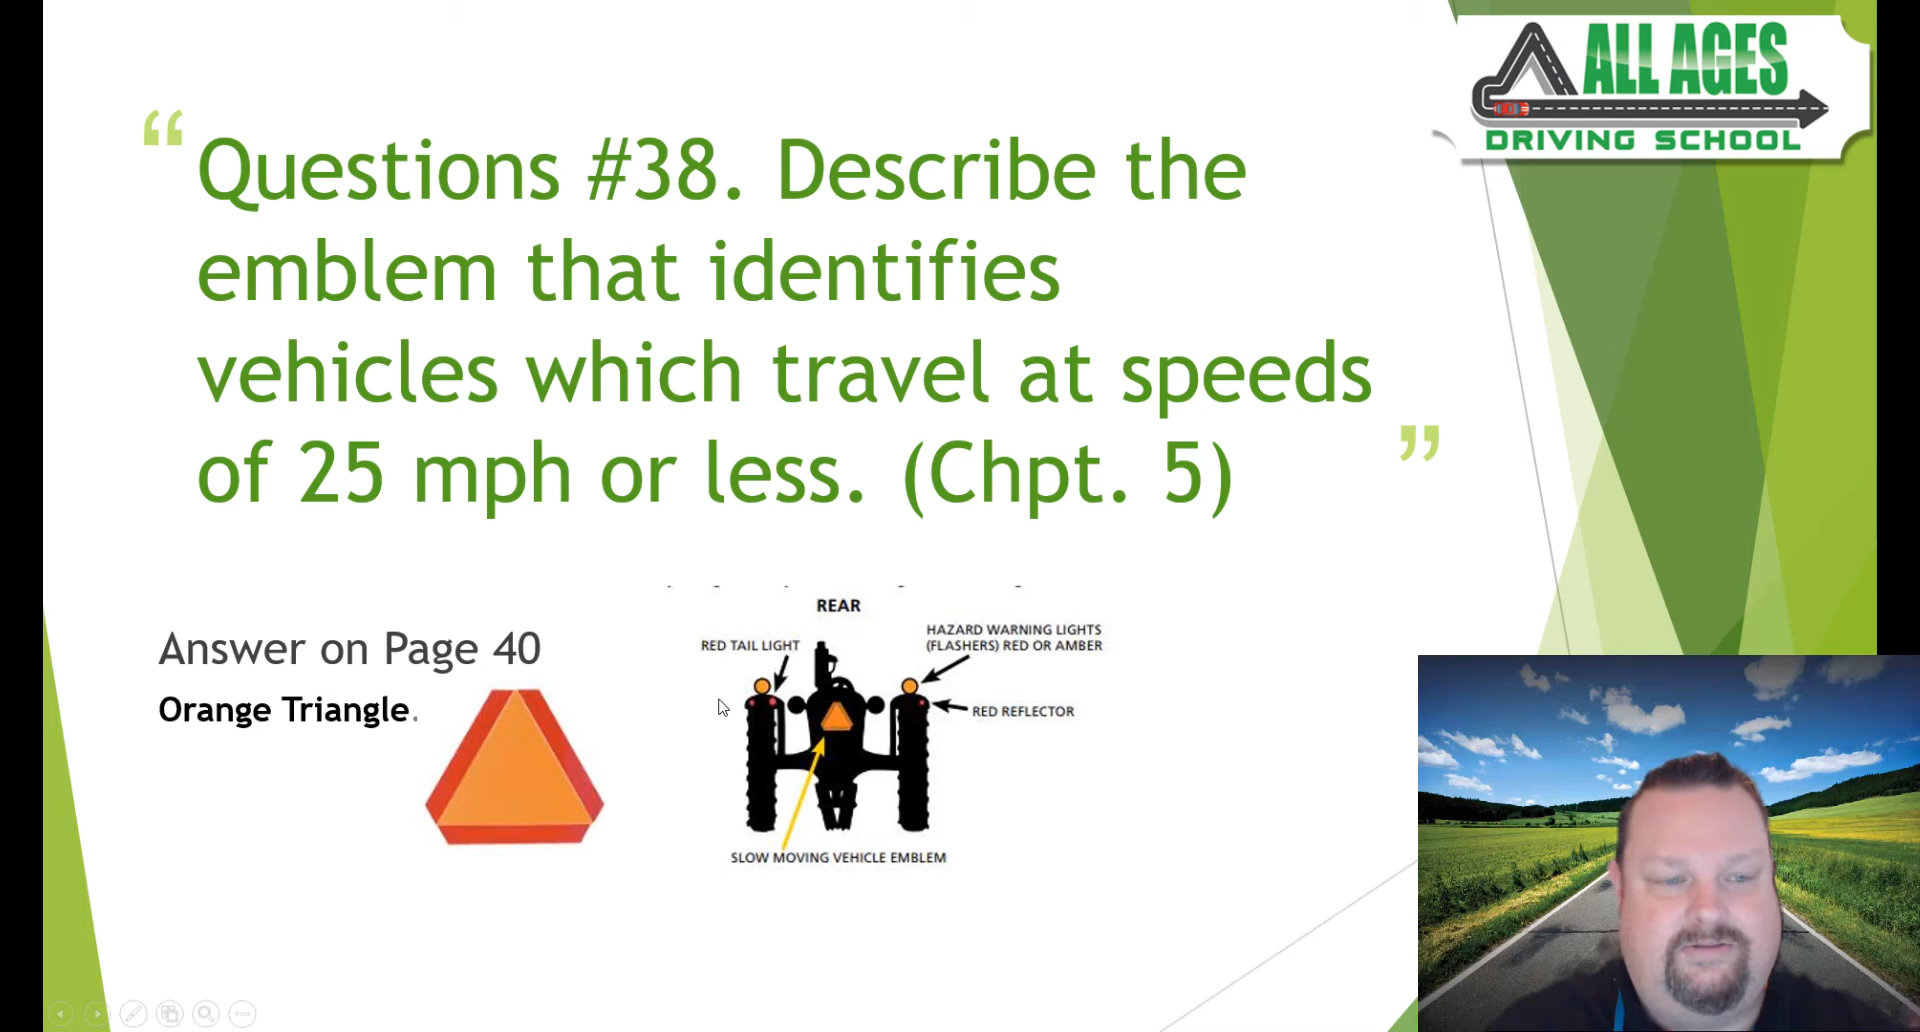 ALL AGES
DRIVING SCHOOL
“Questions #38. Describe the
emblem that identifies
vehicles which travel at speeds
of 25 mph or less. (Chpt. 5)”
Answer on Page 40
Orange Triangle.
REAR
RED TAIL LIGHT
HAZARD WARNING LIGHTS
(FLASHERS) RED OR AMBER
RED REFLECTOR
SLOW MOVING VEHICLE EMBLEM